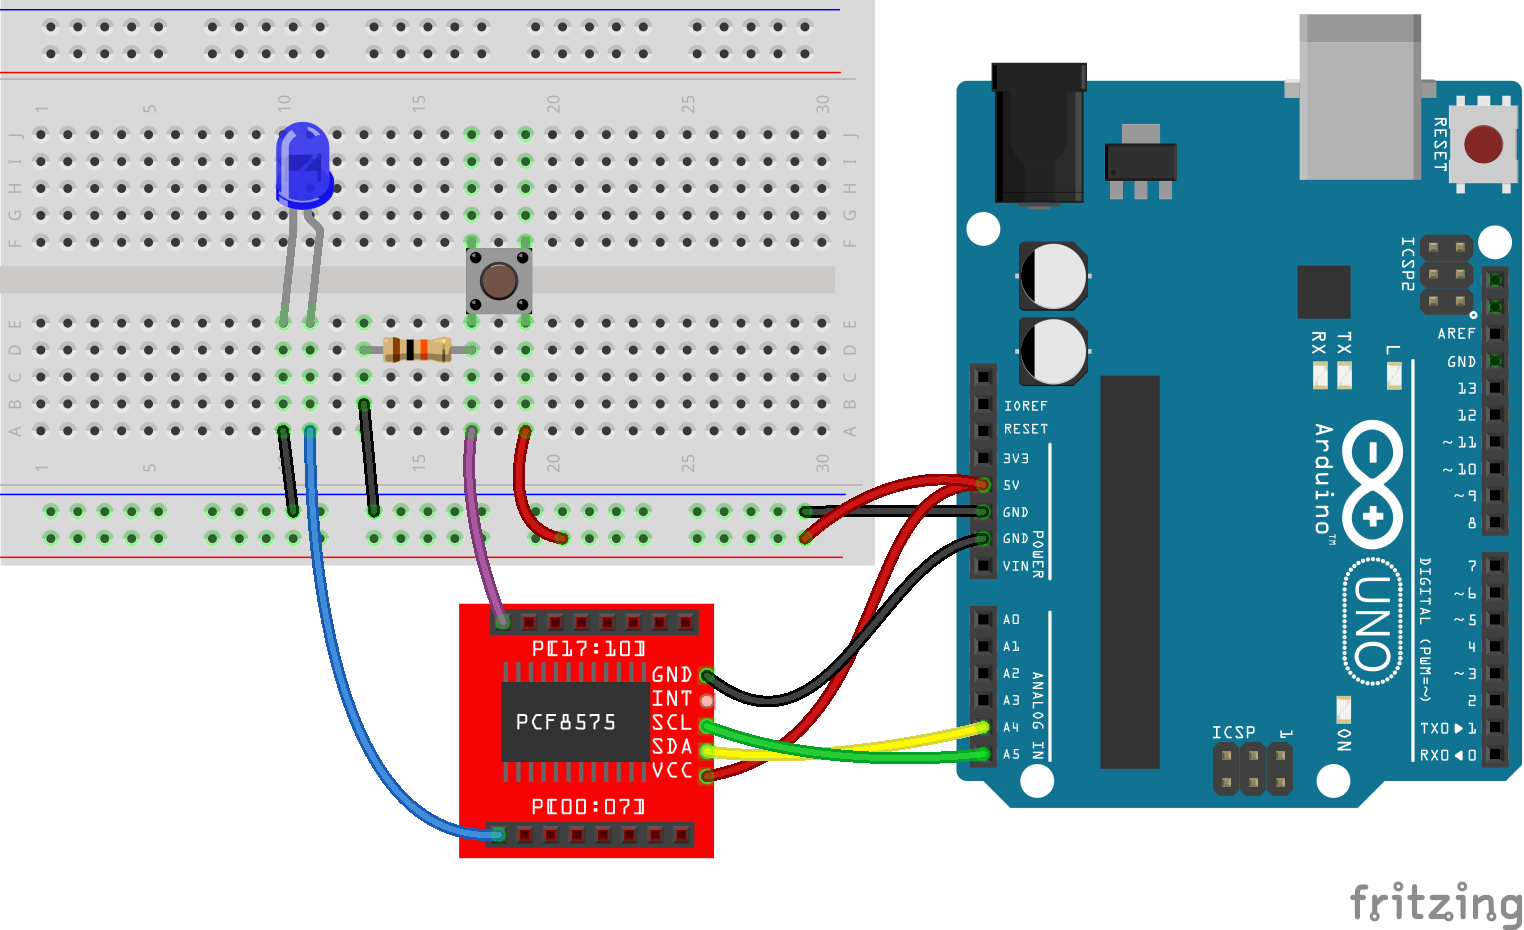 1 5 10 15 20 25 30
J J
I I
H H
G G
F F
E E
D D
C C
B B
A A
1 5 15 20 25 30
RESET
ICSP2
AREF
GND
RX TX L
13
12
~11
~10
~9
8
IOREF
RESET
3V3
5V
GND
GND
VIN
POWER
Arduino™
UNO
DIGITAL (PWM=~)
7
~6
~5
4
~3
2
TX0▶1
RX0◀0
A0
A1
A2
A3
A4
A5
ANALOG IN
ICSP 1
ON
P[17:10]
GND
INT
SCL
SDA
VCC
PCF8575
P[00:07]
fritzing